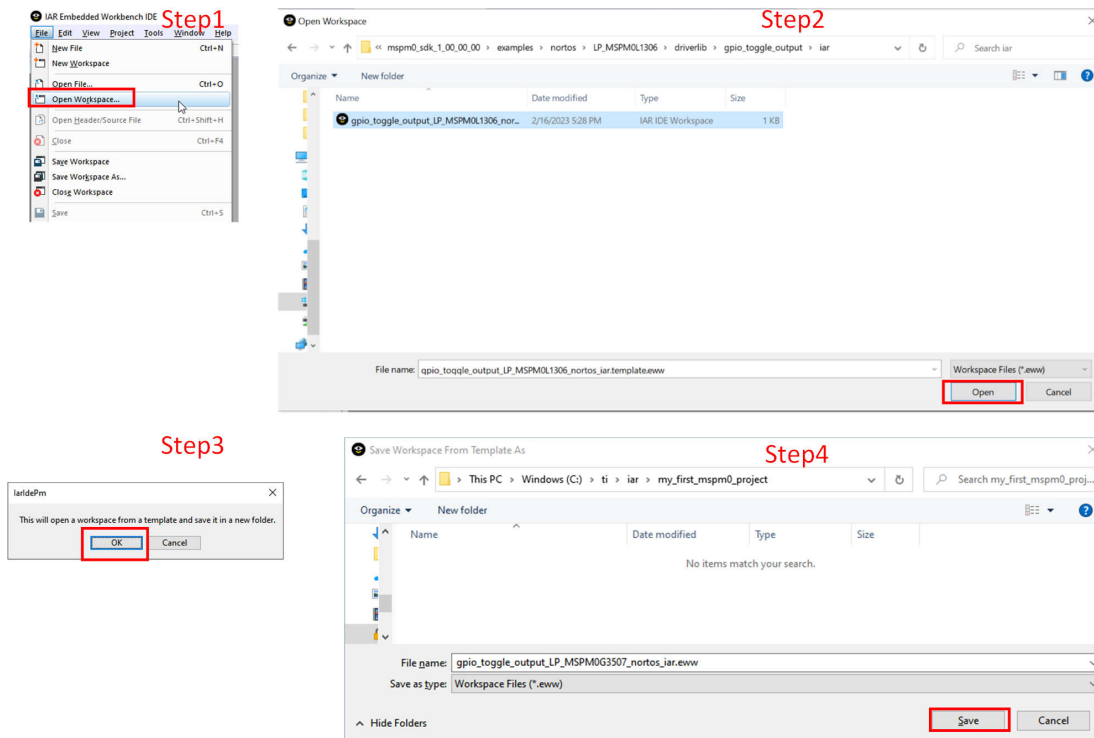 IAR Embedded Workbench IDE
Step1
File Edit View Project Tools Window Help
New File Ctrl+N
New Workspace
Open File... Ctrl+O
Open Workspace...
Open Header/Source File Ctrl+Shift+H
Close Ctrl+F4
Save Workspace
Save Workspace As...
Close Workspace
Save Ctrl+S
Step2
Open Workspace
« mspm0_sdk_1_00_00_00 › examples › nortos › LP_MSPM0L1306 › driverlib › gpio_toggle_output › iar
Search iar
Organize New folder
Name Date modified Type Size
gpio_toggle_output_LP_MSPM0L1306_nor... 2/16/2023 5:28 PM IAR IDE Workspace 1 KB
File name: gpio_toggle_output_LP_MSPM0L1306_nortos_iar.template.eww Workspace Files (*.eww)
Open Cancel
Step3
IarIdePm
This will open a workspace from a template and save it in a new folder.
OK Cancel
Step4
Save Workspace From Template As
› This PC › Windows (C:) › ti › iar › my_first_mspm0_project
Search my_first_mspm0_proj...
Organize New folder
Name Date modified Type Size
No items match your search.
File name: gpio_toggle_output_LP_MSPM0G3507_nortos_iar.eww
Save as type: Workspace Files (*.eww)
Hide Folders Save Cancel